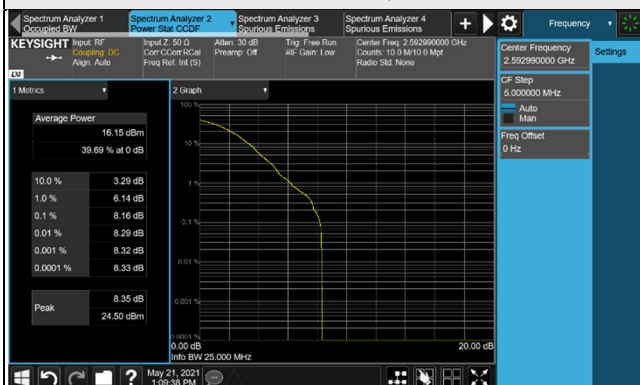 Spectrum Analyzer 1
Occupied BW
Spectrum Analyzer 2
Power Stat CCDF
Spectrum Analyzer 3
Spurious Emissions
Spectrum Analyzer 4
Spurious Emissions
+
Frequency
KEYSIGHT
Input: RF
Coupling: DC
Align: Auto
Input Z: 50 Ω
Corr CCorr RCal
Freq Ref: Int (S)
Atten: 30 dB
Preamp: Off
Trig: Free Run
#IF Gain: Low
Center Freq: 2.592990000 GHz
Counts: 10.0 M/10.0 Mpt
Radio Std: None
LXI
Center Frequency
2.592990000 GHz
Settings
CF Step
5.000000 MHz
Auto
Man
Freq Offset
0 Hz
1 Metrics
2 Graph
Average Power
16.15 dBm
39.69 % at 0 dB
10.0 % 3.29 dB
1.0 % 6.14 dB
0.1 % 8.16 dB
0.01 % 8.29 dB
0.001 % 8.32 dB
0.0001 % 8.33 dB
Peak
8.35 dB
24.50 dBm
100 %
10 %
1 %
0.1 %
0.01 %
0.001 %
0.0001 %
0.00 dB
20.00 dB
Info BW 25.000 MHz
?
May 21, 2021
1:09:38 PM